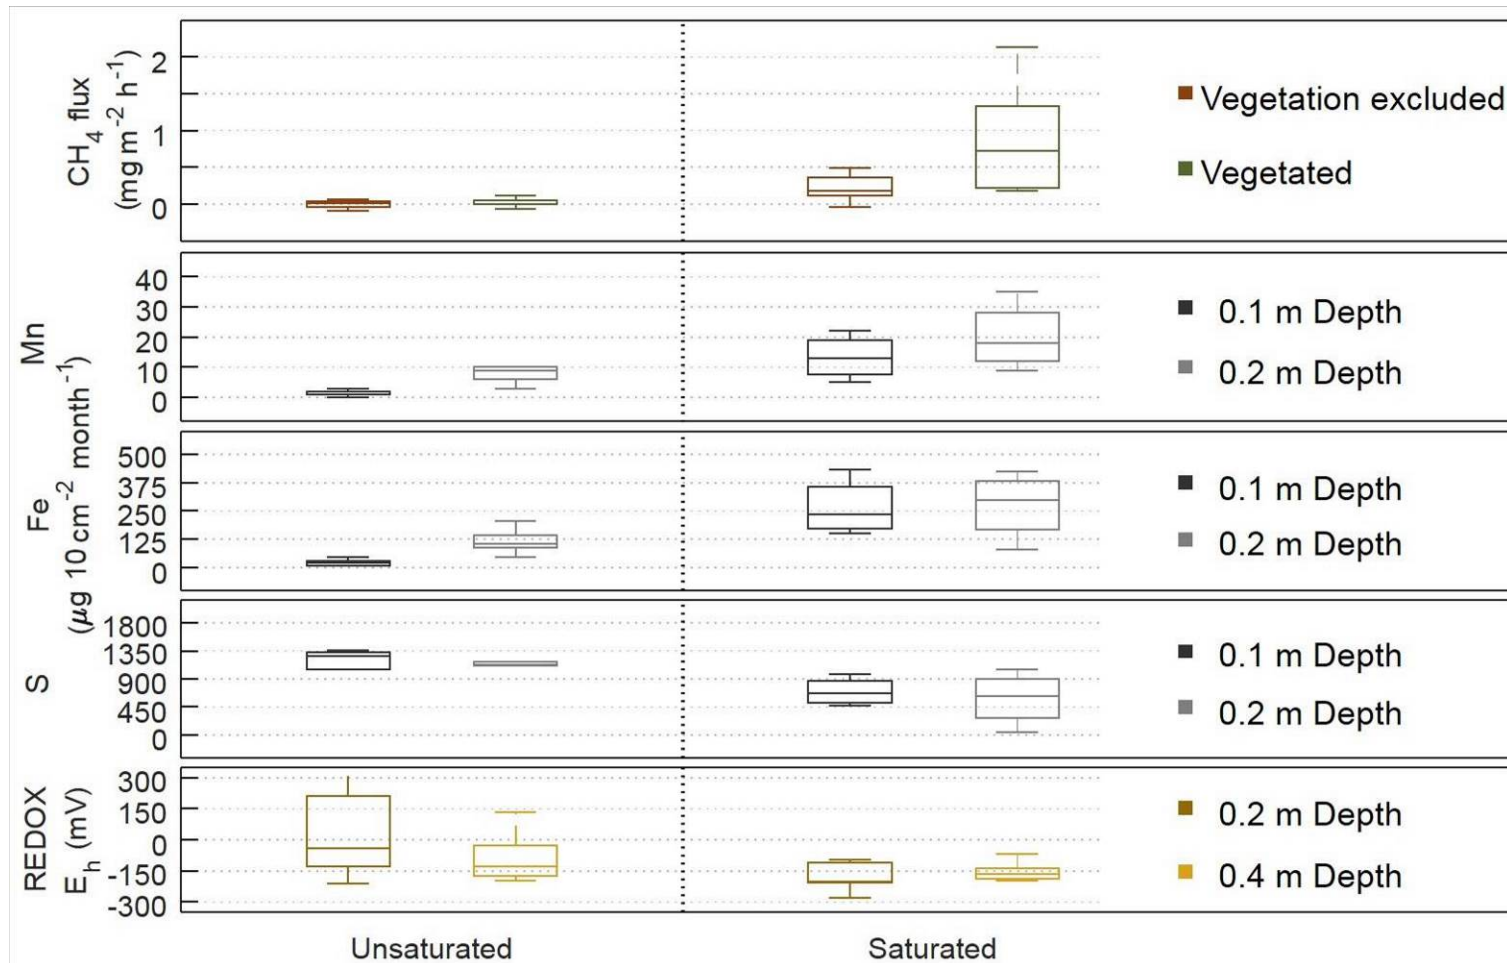 CH4 flux
(mg m-2 h-1)
2
1
0
Vegetation excluded
Vegetated
Mn
40
30
20
10
0
0.1 m Depth
0.2 m Depth
(µg 10 cm-2 month-1)
Fe
500
375
250
125
0
0.1 m Depth
0.2 m Depth
S
1800
1350
900
450
0
0.1 m Depth
0.2 m Depth
REDOX
Eh (mV)
300
150
0
-150
-300
0.2 m Depth
0.4 m Depth
Unsaturated
Saturated